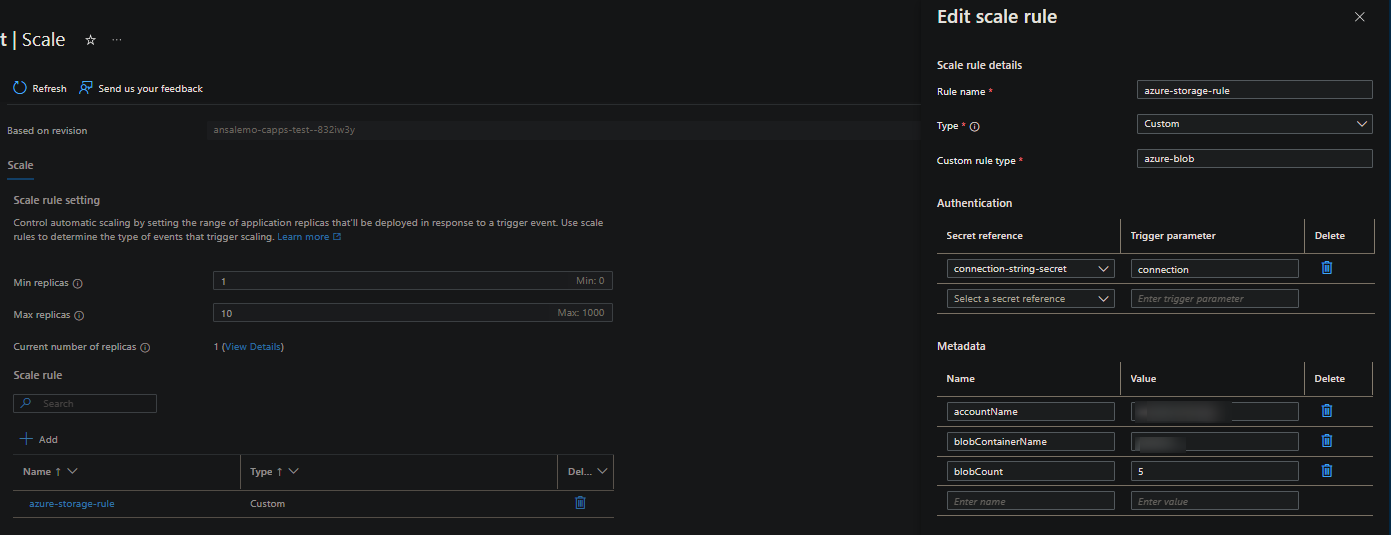 t | Scale
Refresh
Send us your feedback
Based on revision
ansalemo-capps-test--832iw3y
Scale
Scale rule setting
Control automatic scaling by setting the range of application replicas that'll be deployed in response to a trigger event. Use scale
rules to determine the type of events that trigger scaling. Learn more
Min replicas
1
Min: 0
Max replicas
10
Max: 1000
Current number of replicas
1 (View Details)
Scale rule
Search
Add
Name ↑
Type ↑
Del...
azure-storage-rule
Custom
Edit scale rule
Scale rule details
Rule name *
azure-storage-rule
Type *
Custom
Custom rule type *
azure-blob
Authentication
Secret reference
Trigger parameter
Delete
connection-string-secret
connection
Select a secret reference
Enter trigger parameter
Metadata
Name
Value
Delete
accountName
blobContainerName
blobCount
5
Enter name
Enter value